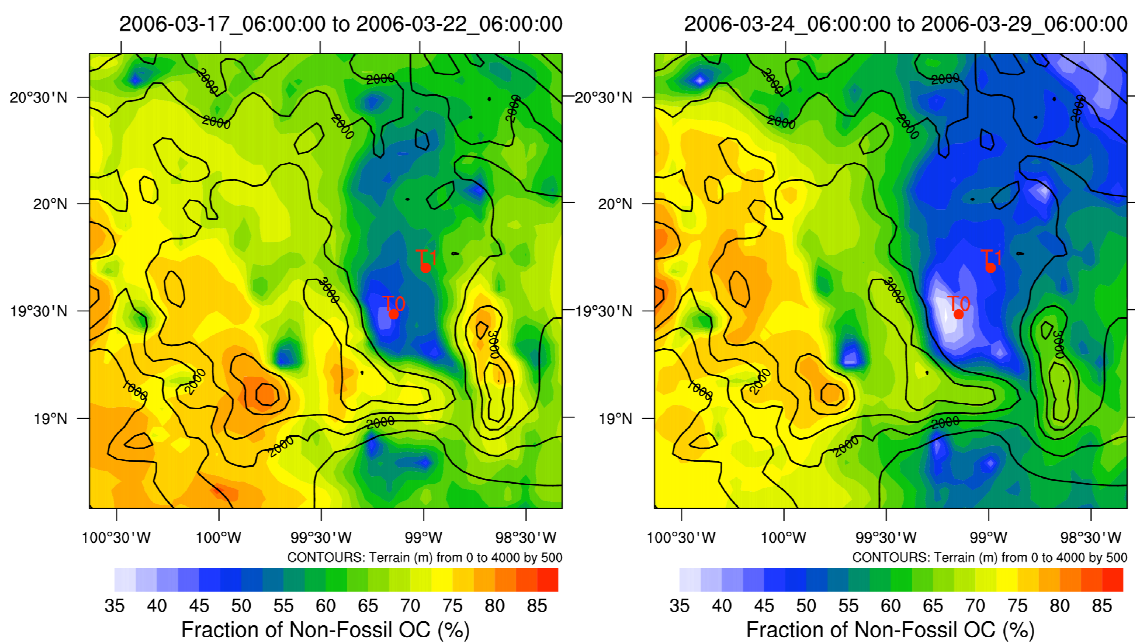 2006-03-17_06:00:00 to 2006-03-22_06:00:00
2006-03-24_06:00:00 to 2006-03-29_06:00:00
20°30'N
20°N
19°30'N
19°N
2000
2000
2000
2000
3000
3000
1000
2000
2000
2000
T1
T0
100°30'W
100°W
99°30'W
99°W
98°30'W
CONTOURS: Terrain (m) from 0 to 4000 by 500
35 40 45 50 55 60 65 70 75 80 85
Fraction of Non-Fossil OC (%)
20°30'N
20°N
19°30'N
19°N
2000
2000
2000
2000
3000
3000
1000
2000
2000
2000
T1
T0
100°30'W
100°W
99°30'W
99°W
98°30'W
CONTOURS: Terrain (m) from 0 to 4000 by 500
35 40 45 50 55 60 65 70 75 80 85
Fraction of Non-Fossil OC (%)